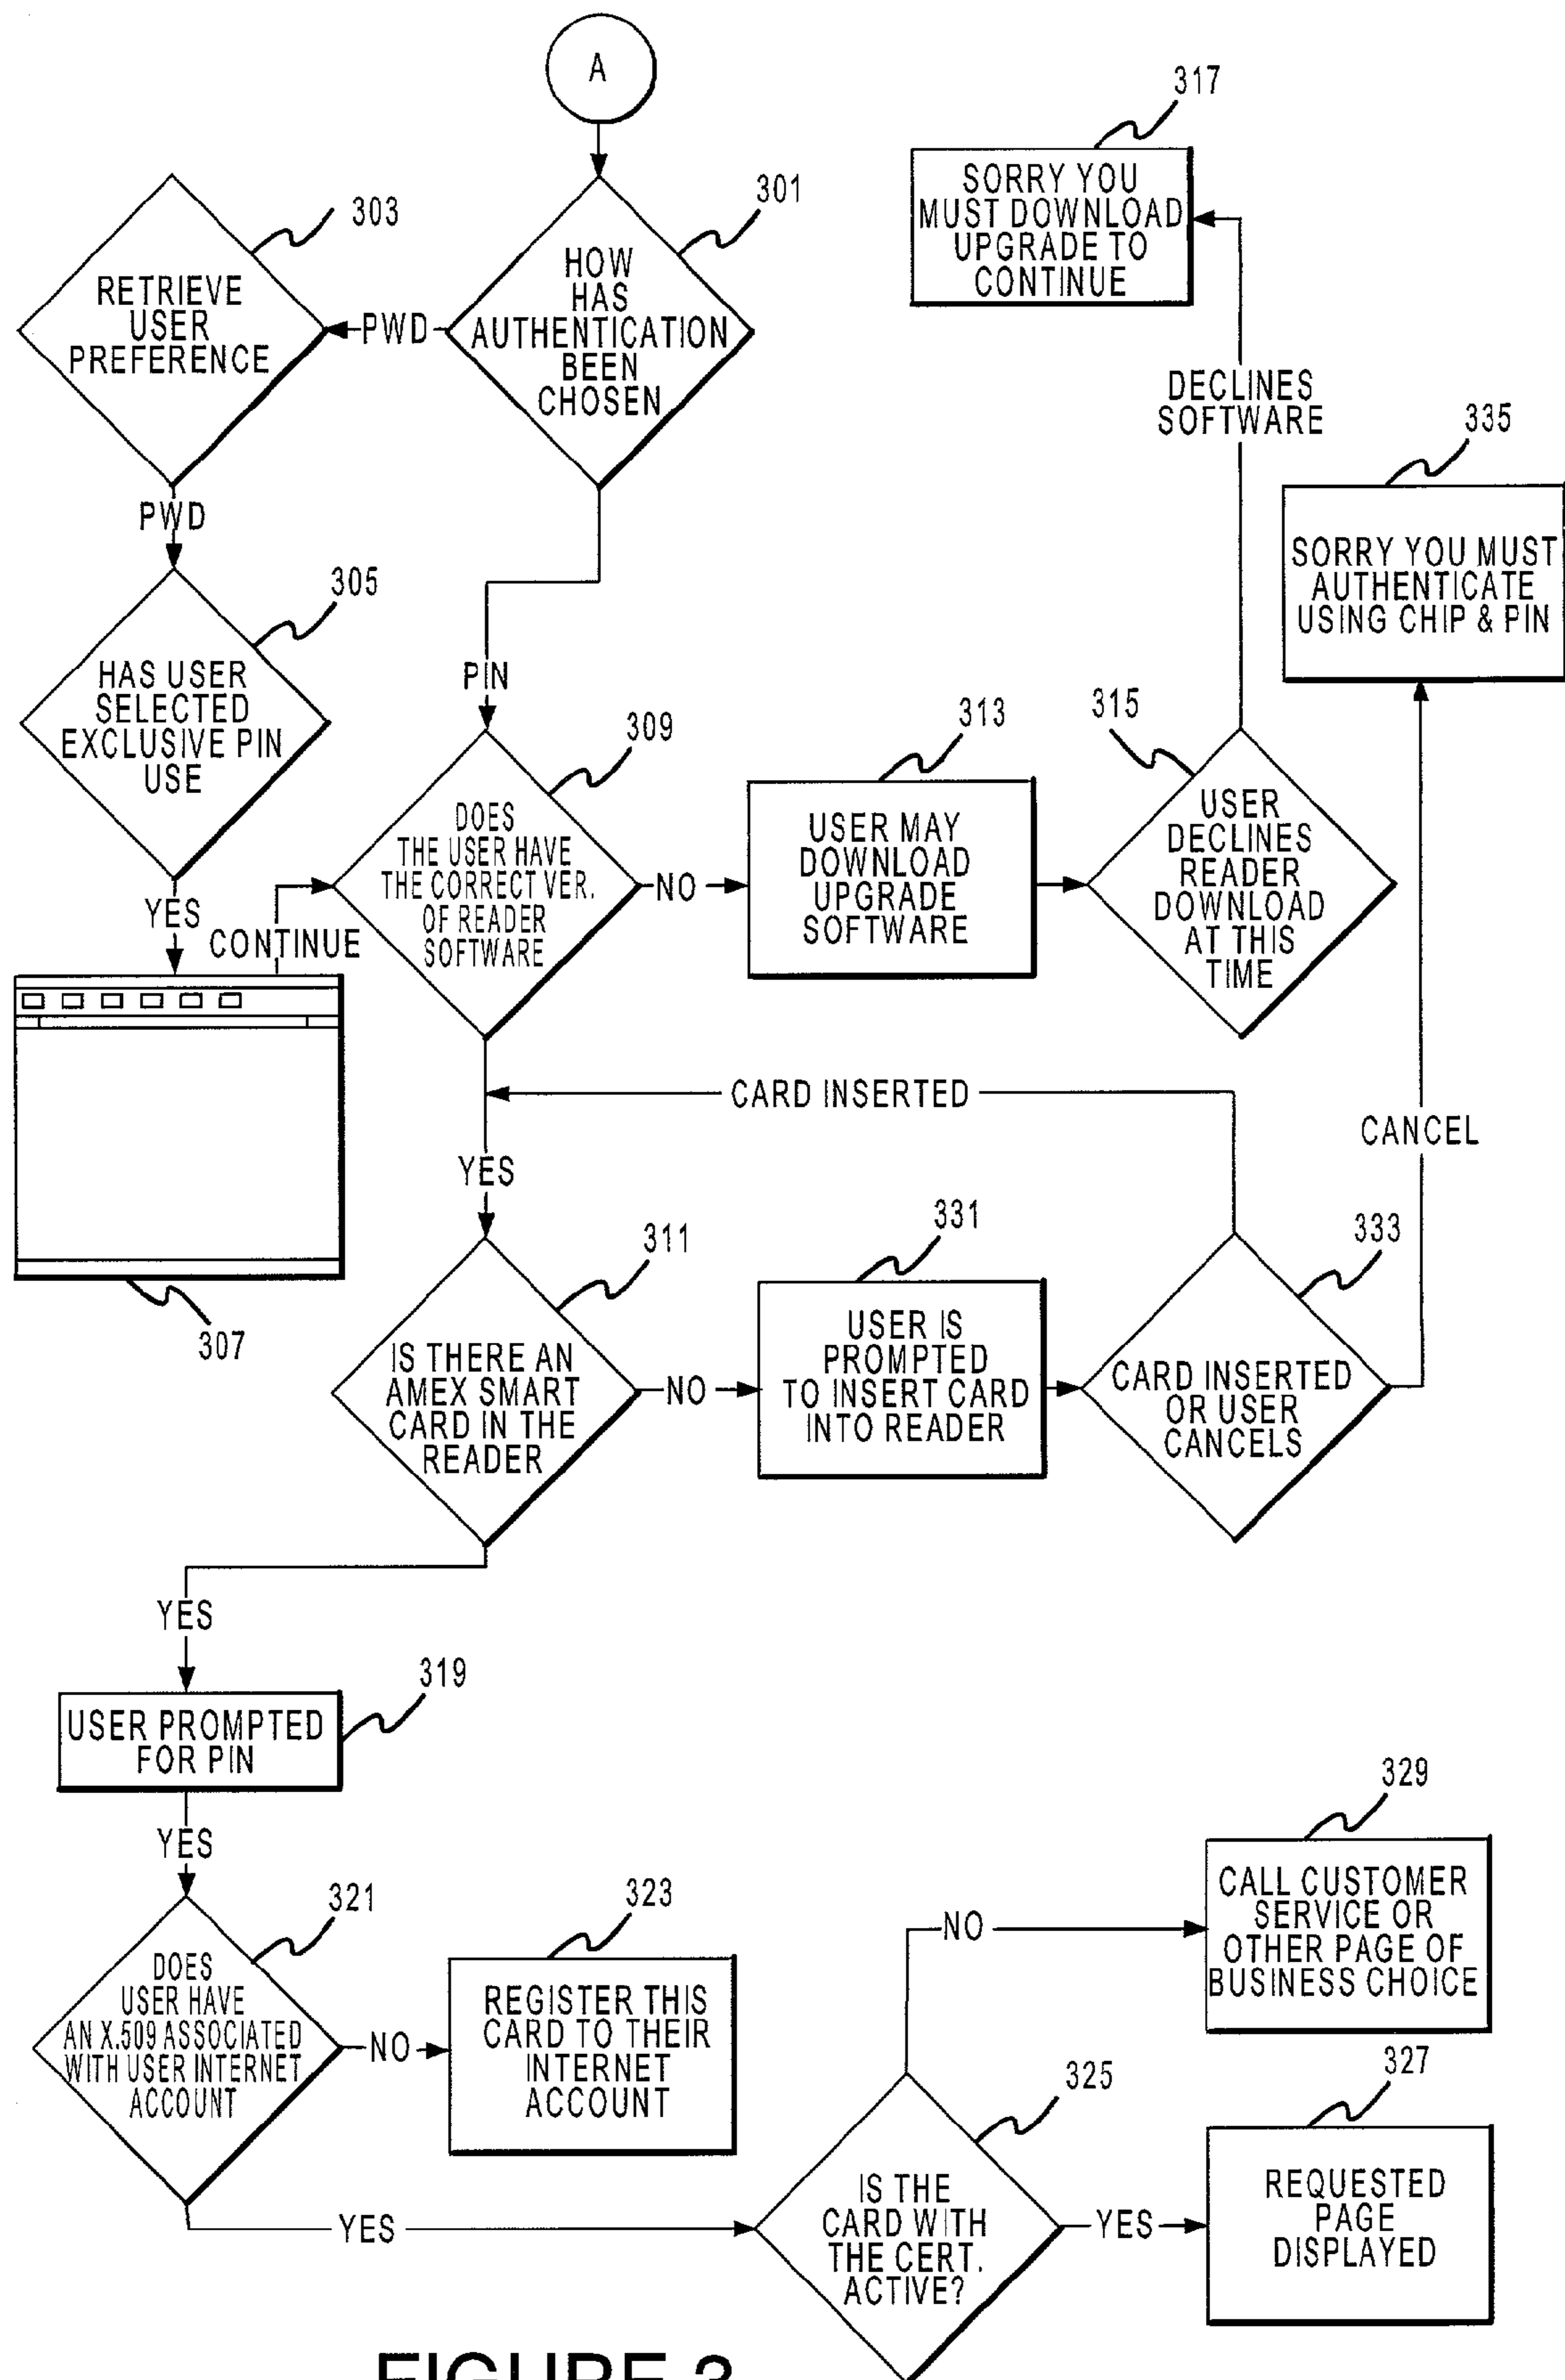 A
317
SORRY YOU
MUST DOWNLOAD
UPGRADE TO
CONTINUE
301
303
HOW
HAS
AUTHENTICATION
BEEN
CHOSEN
RETRIEVE
USER
PREFERENCE
PWD
DECLINES
SOFTWARE
335
SORRY YOU MUST
AUTHENTICATE
USING CHIP & PIN
PWD
305
HAS USER
SELECTED
EXCLUSIVE PIN
USE
PIN
309
DOES
THE USER HAVE
THE CORRECT VER.
OF READER
SOFTWARE
NO
313
USER MAY
DOWNLOAD
UPGRADE
SOFTWARE
315
USER
DECLINES
READER
DOWNLOAD
AT THIS
TIME
YES
CONTINUE
307
CARD INSERTED
CANCEL
YES
311
IS THERE AN
AMEX SMART
CARD IN THE
READER
NO
331
USER IS
PROMPTED
TO INSERT CARD
INTO READER
333
CARD INSERTED
OR USER
CANCELS
YES
319
USER PROMPTED
FOR PIN
YES
321
DOES
USER HAVE
AN X.509 ASSOCIATED
WITH USER INTERNET
ACCOUNT
NO
323
REGISTER THIS
CARD TO THEIR
INTERNET
ACCOUNT
329
CALL CUSTOMER
SERVICE OR
OTHER PAGE OF
BUSINESS CHOICE
NO
325
IS THE
CARD WITH
THE CERT.
ACTIVE?
YES
YES
327
REQUESTED
PAGE
DISPLAYED
FIGURE 3